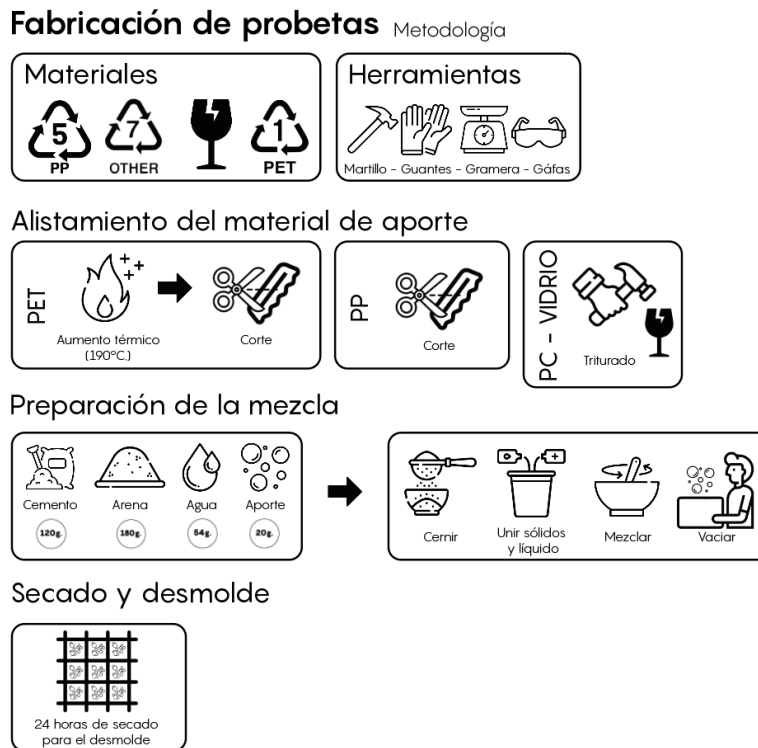 Fabricación de probetas Metodología
Materiales
5
PP
7
OTHER
1
PET
Herramientas
Martillo - Guantes - Gramera - Gáfas
Alistamiento del material de aporte
PET
Aumento térmico
(190°C.)
Corte
PP
Corte
PC - VIDRIO
Triturado
Preparación de la mezcla
Cemento
Arena
Agua
Aporte
120g.
180g.
54g.
20g.
Cernir
Unir sólidos
y líquido
Mezclar
Vaciar
Secado y desmolde
24 horas de secado
para el desmolde